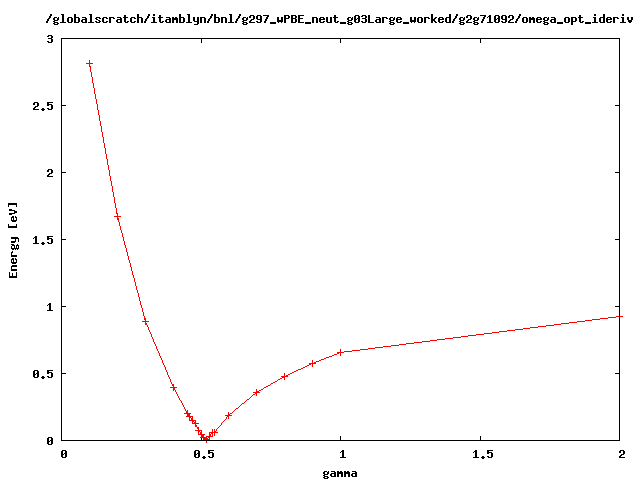 /globalscratch/itamblyn/bnl/g297_wPBE_neut_g03Large_worked/g2g71092/omega_opt_ideriv
3
2.5
2
1.5
1
0.5
0
Energy [eV]
0 0.5 1 1.5 2
gamma